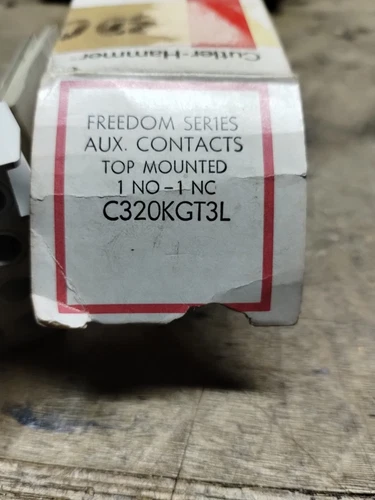 Cutler-Hammer
FREEDOM SERIES
AUX. CONTACTS
TOP MOUNTED
1 NO-1 NC
C320KGT3L